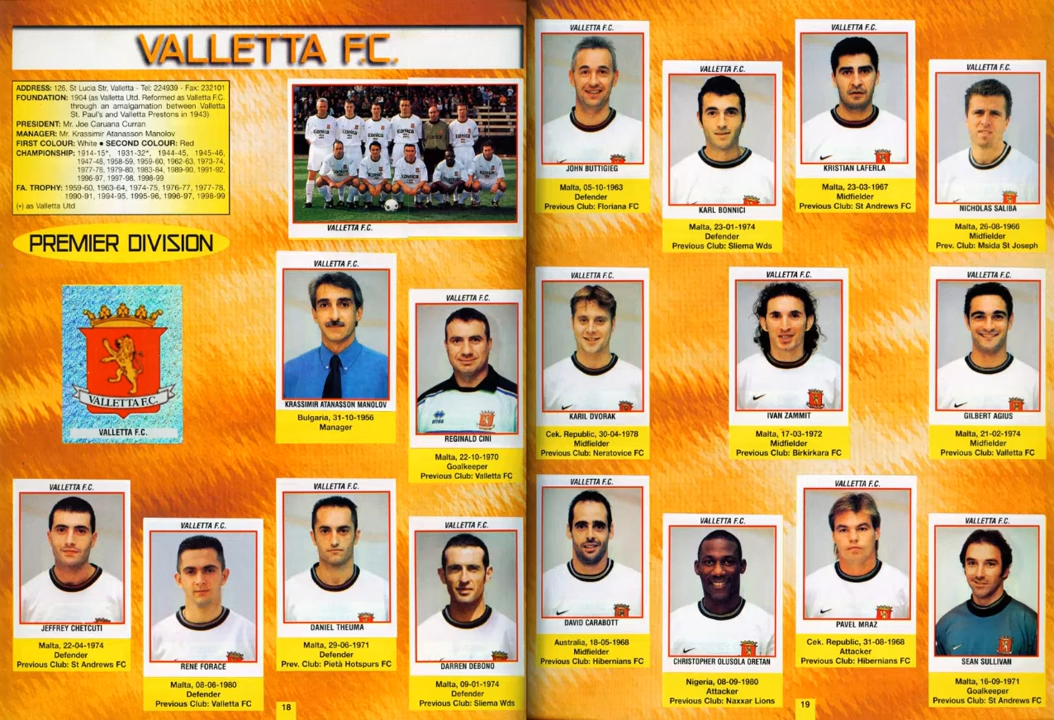 VALLETTA F.C.
ADDRESS: 126, St Lucia Str, Valletta - Tel: 224939 - Fax: 232101
FOUNDATION: 1904 (as Valletta Utd. Reformed as Valletta F.C.
through an amalgamation between Valletta
St. Paul's and Valletta Prestons in 1943)
PRESIDENT: Mr. Joe Caruana Curran
MANAGER: Mr. Krassimir Atanasson Manolov
FIRST COLOUR: White ● SECOND COLOUR: Red
CHAMPIONSHIP: 1914-15*, 1931-32*, 1944-45, 1945-46,
1947-48, 1958-59, 1959-60, 1962-63, 1973-74,
1977-78, 1979-80, 1983-84, 1989-90, 1991-92,
1996-97, 1997-98, 1998-99
FA. TROPHY: 1959-60, 1963-64, 1974-75, 1976-77, 1977-78,
1990-91, 1994-95, 1995-96, 1996-97, 1998-99
(*) as Valletta Utd
VALLETTA F.C.
PREMIER DIVISION
VALLETTA F.C.
VALLETTA F.C.
VALLETTA F.C.
KRASSIMIR ATANASSON MANOLOV
Bulgaria, 31-10-1956
Manager
VALLETTA F.C.
REGINALD CINI
Malta, 22-10-1970
Goalkeeper
Previous Club: Valletta FC
VALLETTA F.C.
JEFFREY CHETCUTI
Malta, 22-04-1974
Defender
Previous Club: St Andrews FC
VALLETTA F.C.
RENE FORACE
Malta, 08-06-1980
Defender
Previous Club: Valletta FC
VALLETTA F.C.
DANIEL THEUMA
Malta, 29-06-1971
Defender
Prev. Club: Pietà Hotspurs FC
VALLETTA F.C.
DARREN DEBONO
Malta, 09-01-1974
Defender
Previous Club: Sliema Wds
18
VALLETTA F.C.
JOHN BUTTIGIEG
Malta, 05-10-1963
Defender
Previous Club: Floriana FC
VALLETTA F.C.
KARL BONNICI
Malta, 23-01-1974
Defender
Previous Club: Sliema Wds
VALLETTA F.C.
KRISTIAN LAFERLA
Malta, 23-03-1967
Midfielder
Previous Club: St Andrews FC
VALLETTA F.C.
NICHOLAS SALIBA
Malta, 26-08-1966
Midfielder
Prev. Club: Msida St Joseph
VALLETTA F.C.
KARIL DVORAK
Cek. Republic, 30-04-1978
Midfielder
Previous Club: Neratovice FC
VALLETTA F.C.
IVAN ZAMMIT
Malta, 17-03-1972
Midfielder
Previous Club: Birkirkara FC
VALLETTA F.C.
GILBERT AGIUS
Malta, 21-02-1974
Midfielder
Previous Club: Valletta FC
VALLETTA F.C.
DAVID CARABOTT
Australia, 18-05-1968
Midfielder
Previous Club: Hibernians FC
VALLETTA F.C.
CHRISTOPHER OLUSOLA ORETAN
Nigeria, 08-09-1980
Attacker
Previous Club: Naxxar Lions
VALLETTA F.C.
PAVEL MRAZ
Cek. Republic, 31-08-1968
Attacker
Previous Club: Hibernians FC
VALLETTA F.C.
SEAN SULLIVAN
Malta, 16-09-1971
Goalkeeper
Previous Club: St Andrews FC
19